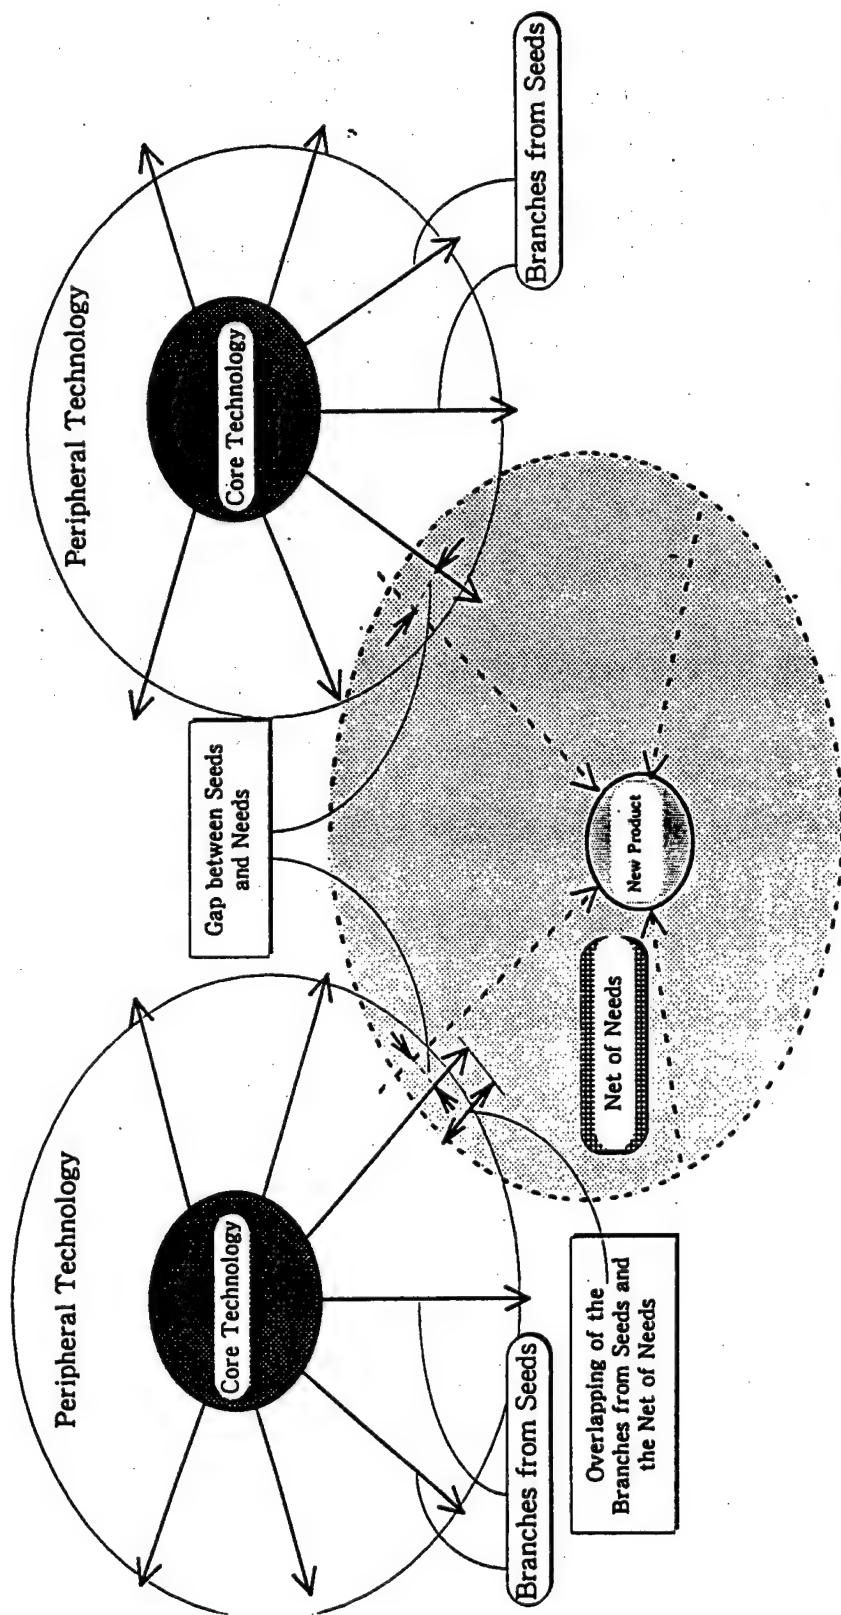 Peripheral Technology
Core Technology
Branches from Seeds
Overlapping of the
Branches from Seeds and
the Net of Needs
Gap between Seeds
and Needs
Net of Needs
New Product
Peripheral Technology
Core Technology
Branches from Seeds